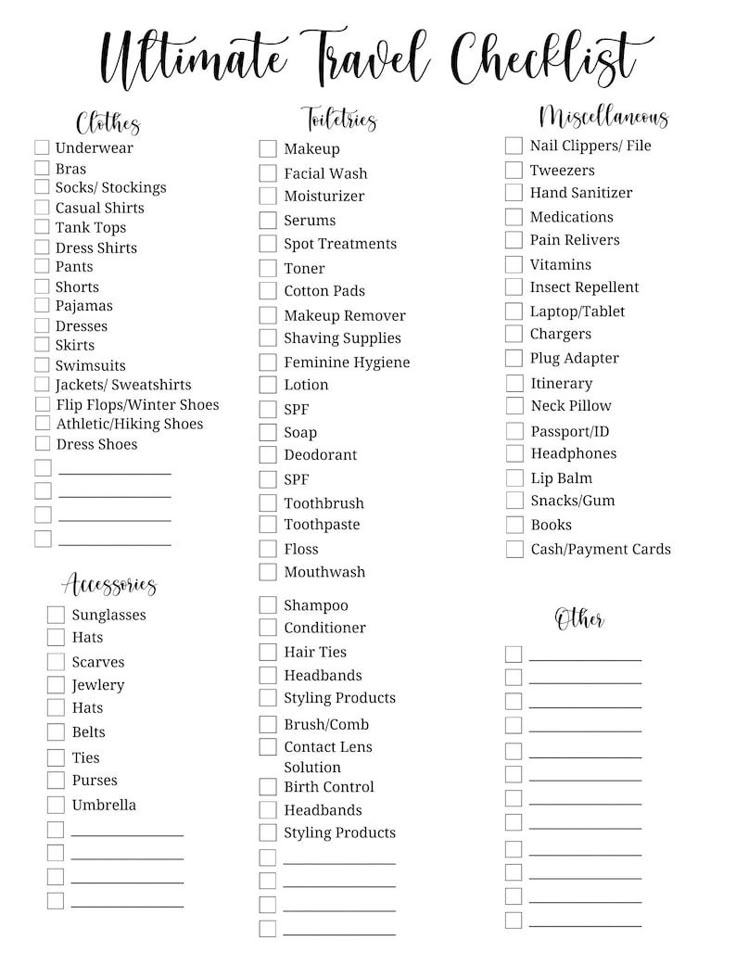 Ultimate Travel Checklist
Clothes
Underwear
Bras
Socks/ Stockings
Casual Shirts
Tank Tops
Dress Shirts
Pants
Shorts
Pajamas
Dresses
Skirts
Swimsuits
Jackets/ Sweatshirts
Flip Flops/Winter Shoes
Athletic/Hiking Shoes
Dress Shoes
Accessories
Sunglasses
Hats
Scarves
Jewlery
Hats
Belts
Ties
Purses
Umbrella
Toiletries
Makeup
Facial Wash
Moisturizer
Serums
Spot Treatments
Toner
Cotton Pads
Makeup Remover
Shaving Supplies
Feminine Hygiene
Lotion
SPF
Soap
Deodorant
SPF
Toothbrush
Toothpaste
Floss
Mouthwash
Shampoo
Conditioner
Hair Ties
Headbands
Styling Products
Brush/Comb
Contact Lens
Solution
Birth Control
Headbands
Styling Products
Miscellaneous
Nail Clippers/ File
Tweezers
Hand Sanitizer
Medications
Pain Relivers
Vitamins
Insect Repellent
Laptop/Tablet
Chargers
Plug Adapter
Itinerary
Neck Pillow
Passport/ID
Headphones
Lip Balm
Snacks/Gum
Books
Cash/Payment Cards
Other